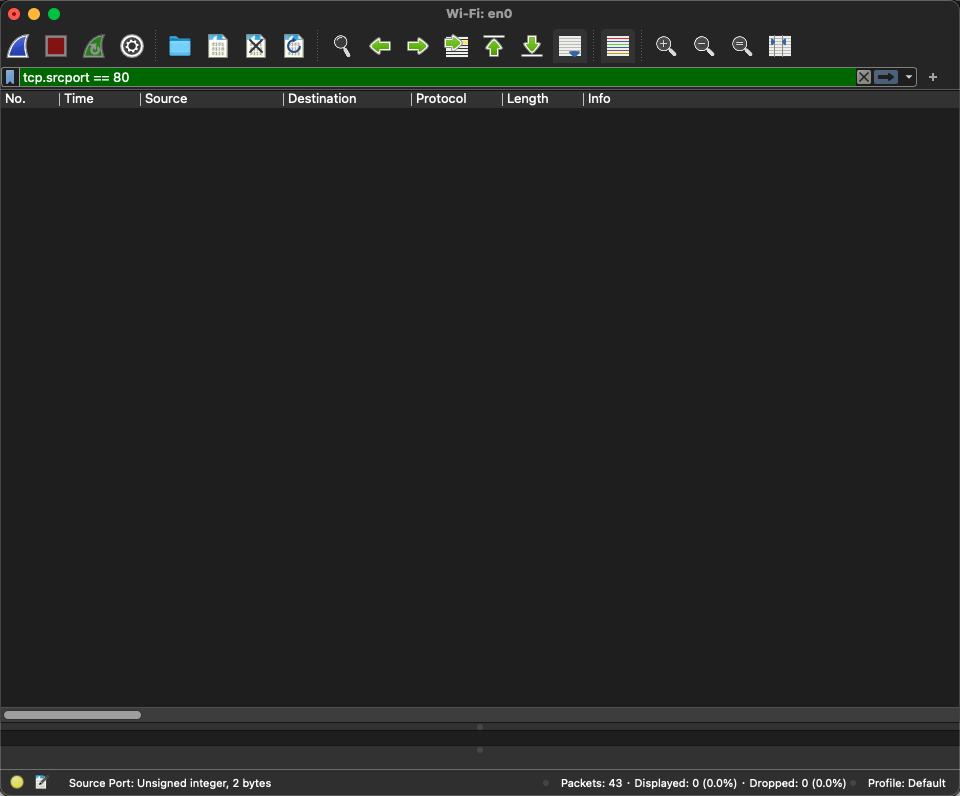 Wi-Fi: en0
tcp.srcport == 80
No. Time Source Destination Protocol Length Info
Source Port: Unsigned integer, 2 bytes Packets: 43 · Displayed: 0 (0.0%) · Dropped: 0 (0.0%) Profile: Default